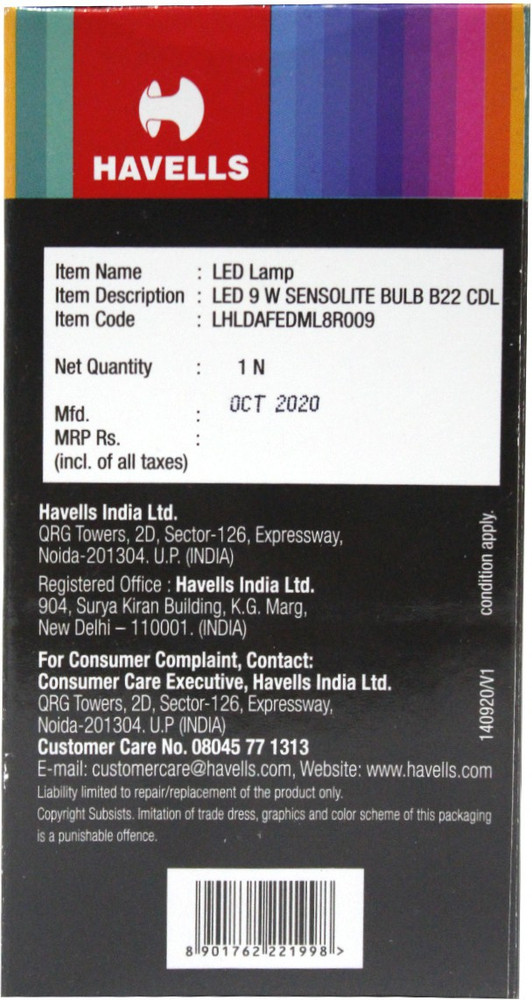 HAVELLS
Item Name : LED Lamp
Item Description : LED 9 W SENSOLITE BULB B22 CDL
Item Code : LHLDAFEDML8R009
Net Quantity : 1 N
OCT 2020
Mfd. :
MRP Rs. :
(incl. of all taxes)
Havells India Ltd.
QRG Towers, 2D, Sector-126, Expressway,
Noida-201304. U.P. (INDIA)
Registered Office : Havells India Ltd.
904, Surya Kiran Building, K.G. Marg,
New Delhi – 110001. (INDIA)
For Consumer Complaint, Contact:
Consumer Care Executive, Havells India Ltd.
QRG Towers, 2D, Sector-126, Expressway,
Noida-201304. U.P (INDIA)
Customer Care No. 08045 77 1313
E-mail: customercare@havells.com, Website: www.havells.com
Liability limited to repair/replacement of the product only.
Copyright Subsists. Imitation of trade dress, graphics and color scheme of this packaging
is a punishable offence.
condition apply.
140920/V1
8 901762 221998 >